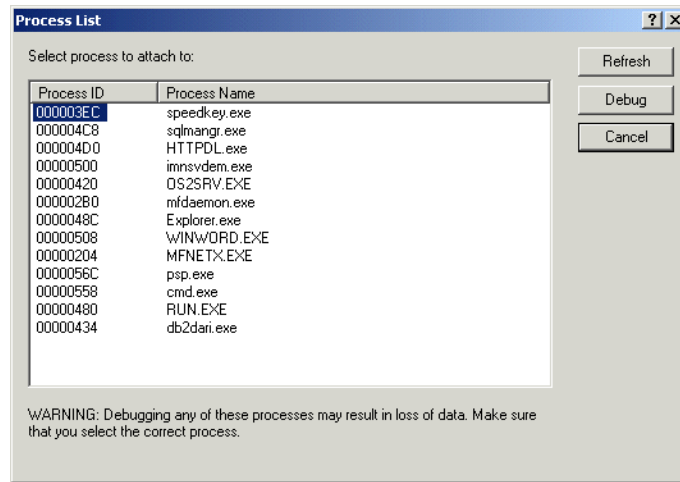 Process List
Select process to attach to:
Refresh
Debug
Cancel
Process ID Process Name
000003EC speedkey.exe
000004C8 sqlmangr.exe
000004D0 HTTPDL.exe
00000500 imnsvdem.exe
00000420 OS2SRV.EXE
000002B0 mfdaemon.exe
0000048C Explorer.exe
00000508 WINWORD.EXE
00000204 MFNETX.EXE
0000056C psp.exe
00000558 cmd.exe
00000480 RUN.EXE
00000434 db2dari.exe
WARNING: Debugging any of these processes may result in loss of data. Make sure
that you select the correct process.